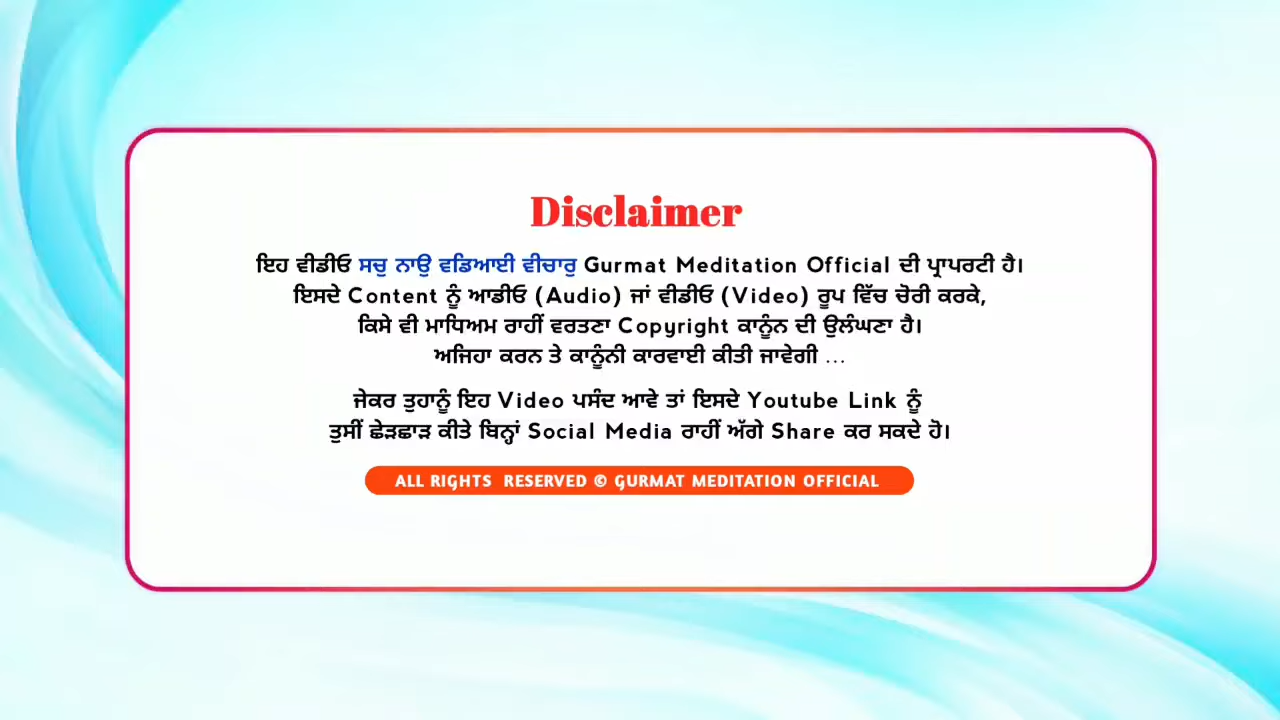 Disclaimer
ਇਹ ਵੀਡੀਓ ਸਚੁ ਨਾਉ ਵਡਿਆਈ ਵੀਚਾਰੁ Gurmat Meditation Official ਦੀ ਪ੍ਰਾਪਰਟੀ ਹੈ।
ਇਸਦੇ Content ਨੂੰ ਆਡੀਓ (Audio) ਜਾਂ ਵੀਡੀਓ (Video) ਰੂਪ ਵਿੱਚ ਚੋਰੀ ਕਰਕੇ,
ਕਿਸੇ ਵੀ ਮਾਧਿਅਮ ਰਾਹੀਂ ਵਰਤਣਾ Copyright ਕਾਨੂੰਨ ਦੀ ਉਲੰਘਣਾ ਹੈ।
ਅਜਿਹਾ ਕਰਨ ਤੇ ਕਾਨੂੰਨੀ ਕਾਰਵਾਈ ਕੀਤੀ ਜਾਵੇਗੀ ...
ਜੇਕਰ ਤੁਹਾਨੂੰ ਇਹ Video ਪਸੰਦ ਆਵੇ ਤਾਂ ਇਸਦੇ Youtube Link ਨੂੰ
ਤੁਸੀਂ ਛੇੜਛਾੜ ਕੀਤੇ ਬਿਨ੍ਹਾਂ Social Media ਰਾਹੀਂ ਅੱਗੇ Share ਕਰ ਸਕਦੇ ਹੋ।
ALL RIGHTS RESERVED © GURMAT MEDITATION OFFICIAL